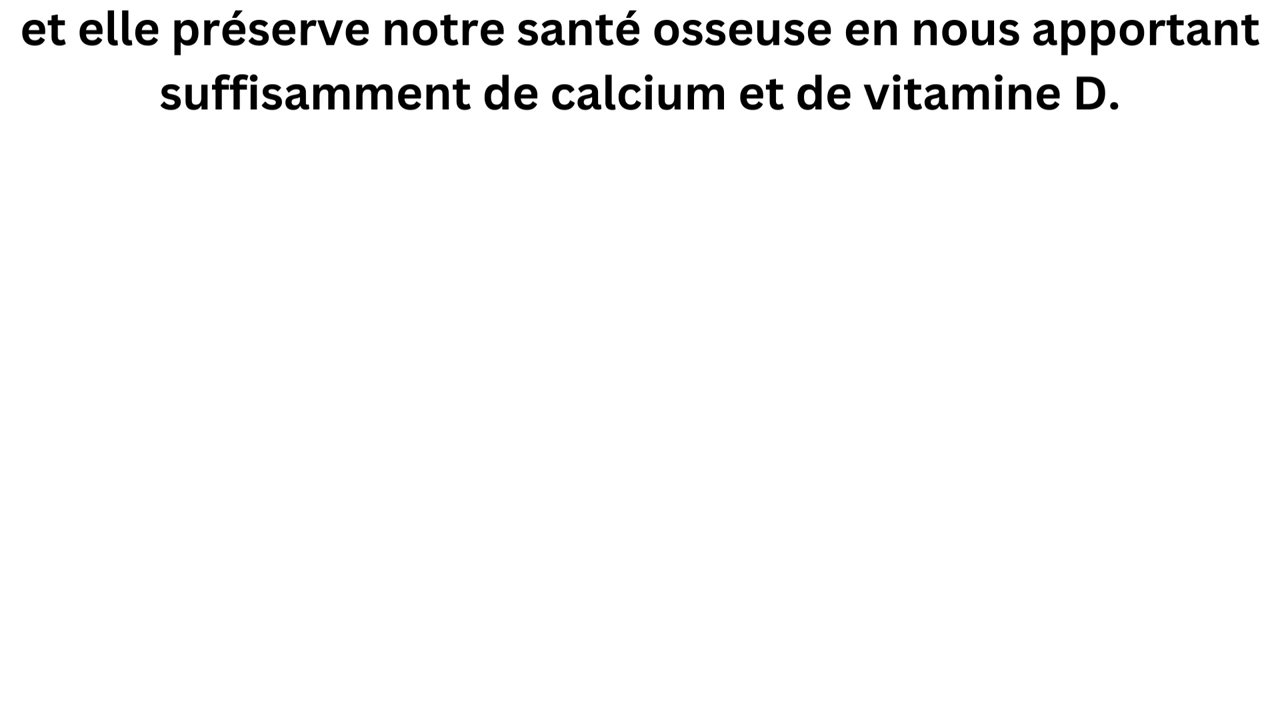 et elle préserve notre santé osseuse en nous apportant
suffisamment de calcium et de vitamine D.